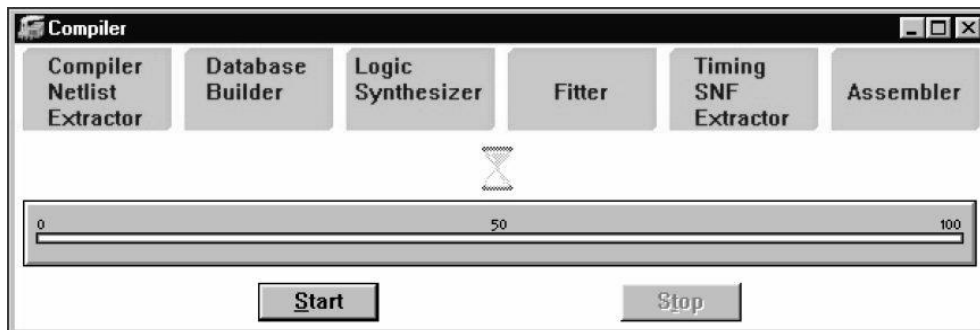 Compiler
Compiler
Netlist
Extractor
Database
Builder
Logic
Synthesizer
Fitter
Timing
SNF
Extractor
Assembler
0 50 100
Start Stop